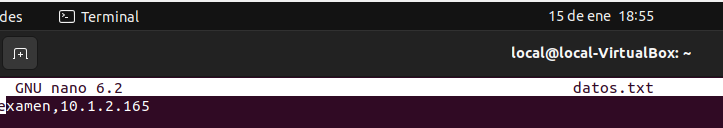 des Terminal 15 de ene 18:55
local@local-VirtualBox: ~
GNU nano 6.2 datos.txt
examen,10.1.2.165